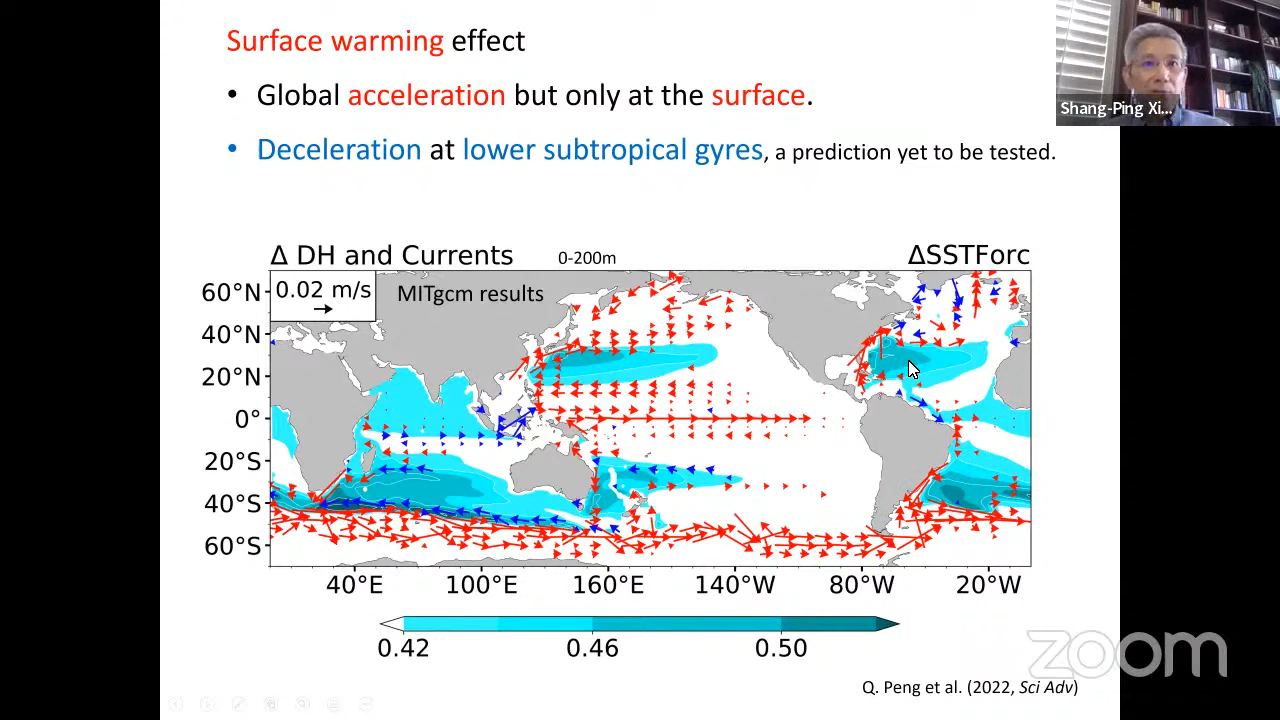 Surface warming effect
• Global acceleration but only at the surface.
• Deceleration at lower subtropical gyres, a prediction yet to be tested.
Shang-Ping Xi...
Δ DH and Currents 0-200m ΔSSTForc
0.02 m/s
MITgcm results
60°N
40°N
20°N
0°
20°S
40°S
60°S
40°E 100°E 160°E 140°W 80°W 20°W
0.42 0.46 0.50
zoom
Q. Peng et al. (2022, Sci Adv)